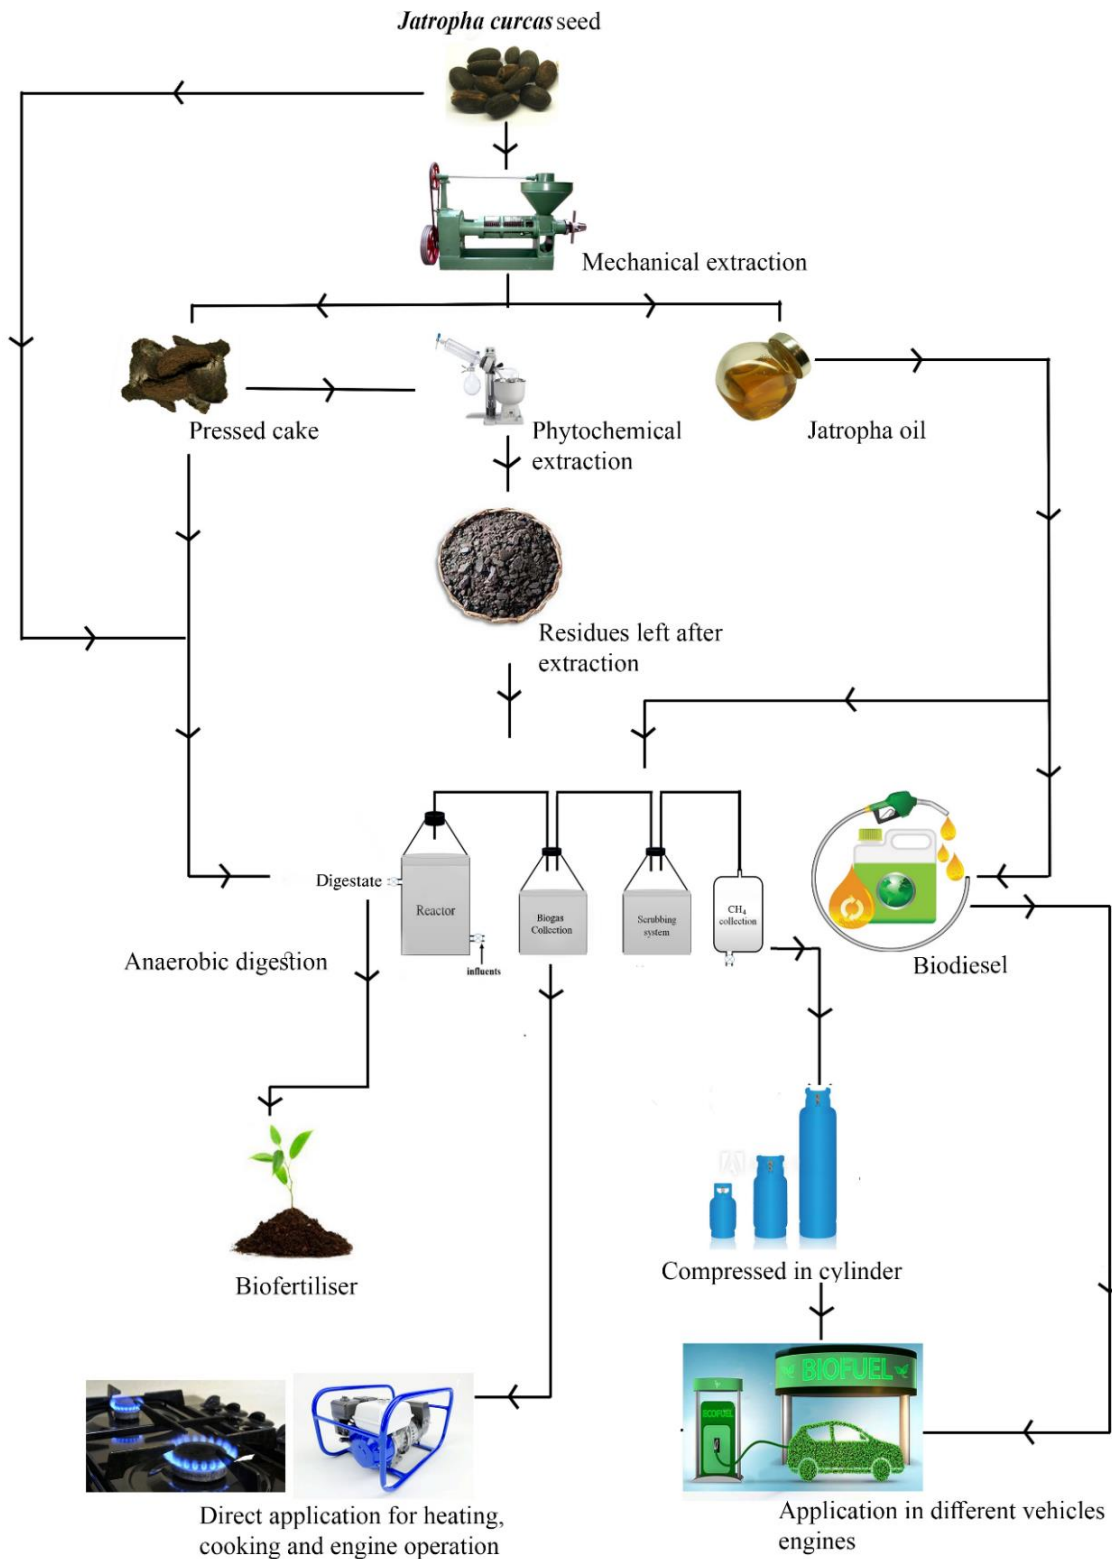 Jatropha curcas seed
Mechanical extraction
Pressed cake
Phytochemical
extraction
Jatropha oil
Residues left after
extraction
Digestate
Reactor
influents
Biogas
Collection
Scrubbing
system
CH₄
collection
Anaerobic digestion
Biodiesel
Biofertiliser
Compressed in cylinder
BIOFUEL
ECOFUEL
Direct application for heating,
cooking and engine operation
Application in different vehicles
engines